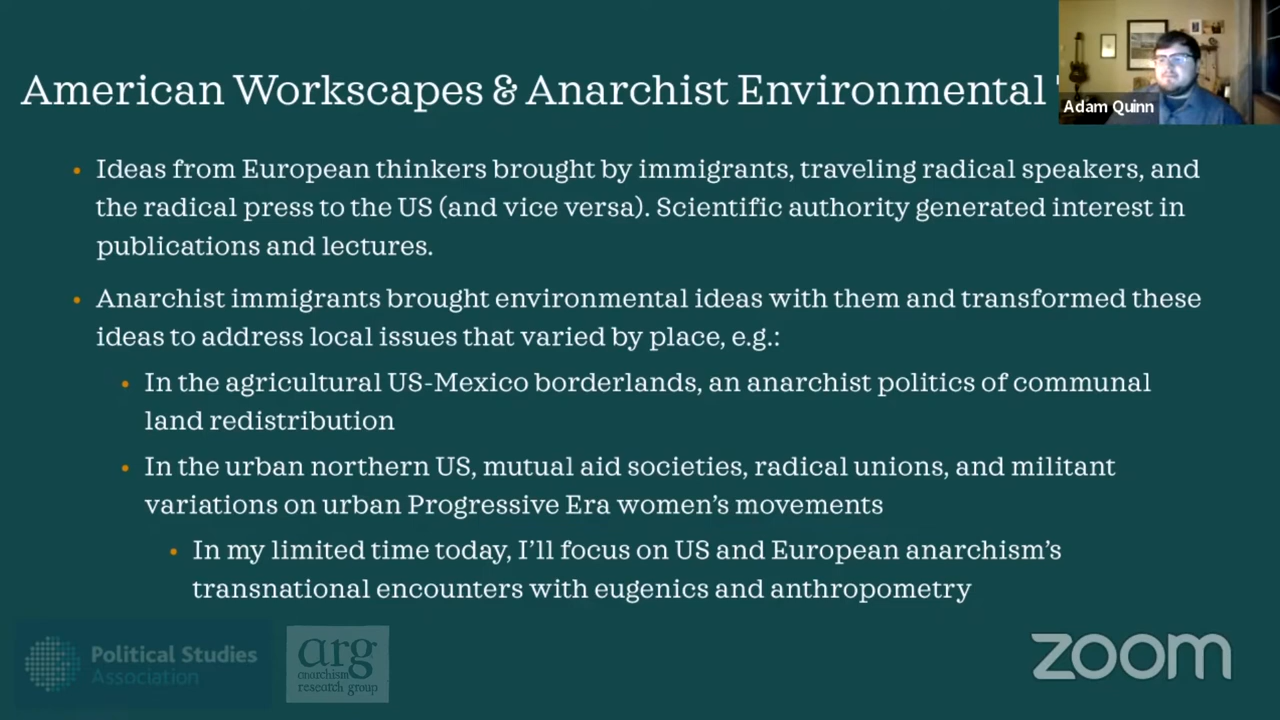 American Workscapes & Anarchist Environmental
Adam Quinn
• Ideas from European thinkers brought by immigrants, traveling radical speakers, and
the radical press to the US (and vice versa). Scientific authority generated interest in
publications and lectures.
• Anarchist immigrants brought environmental ideas with them and transformed these
ideas to address local issues that varied by place, e.g.:
• In the agricultural US-Mexico borderlands, an anarchist politics of communal
land redistribution
• In the urban northern US, mutual aid societies, radical unions, and militant
variations on urban Progressive Era women’s movements
• In my limited time today, I’ll focus on US and European anarchism’s
transnational encounters with eugenics and anthropometry
Political Studies
Association
arg
anarchism
research group
zoom